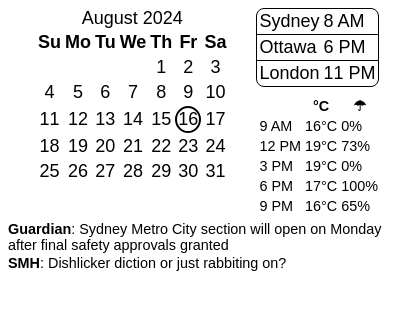 August 2024
Su Mo Tu We Th Fr Sa
1 2 3
4 5 6 7 8 9 10
11 12 13 14 15 16 17
18 19 20 21 22 23 24
25 26 27 28 29 30 31
Sydney 8 AM
Ottawa 6 PM
London 11 PM
°C ☂
9 AM 16°C 0%
12 PM 19°C 73%
3 PM 19°C 0%
6 PM 17°C 100%
9 PM 16°C 65%
Guardian: Sydney Metro City section will open on Monday
after final safety approvals granted
SMH: Dishlicker diction or just rabbiting on?